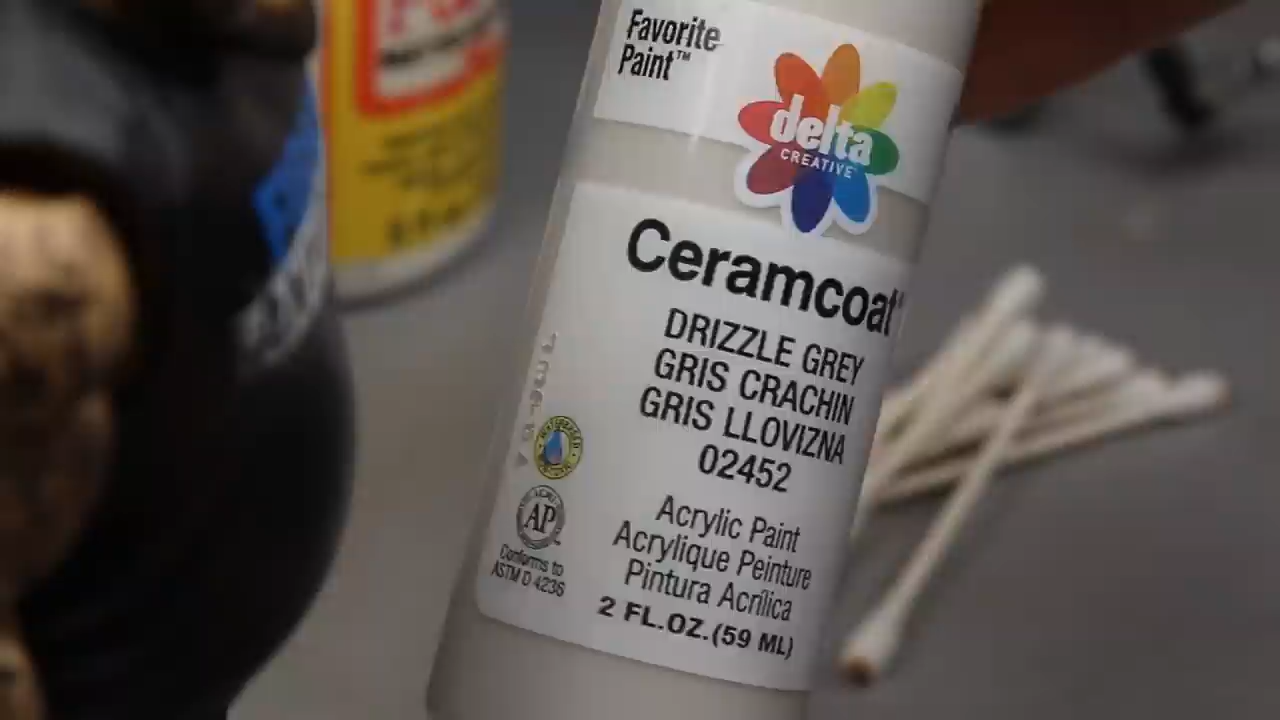 Favorite
Paint™
delta
CREATIVE
Ceramcoat®
DRIZZLE GREY
GRIS CRACHIN
GRIS LLOVIZNA
02452
Acrylic Paint
Acrylique Peinture
Pintura Acrílica
2 FL.OZ.(59 ML)
AP
Conforms to
ASTM D 4236